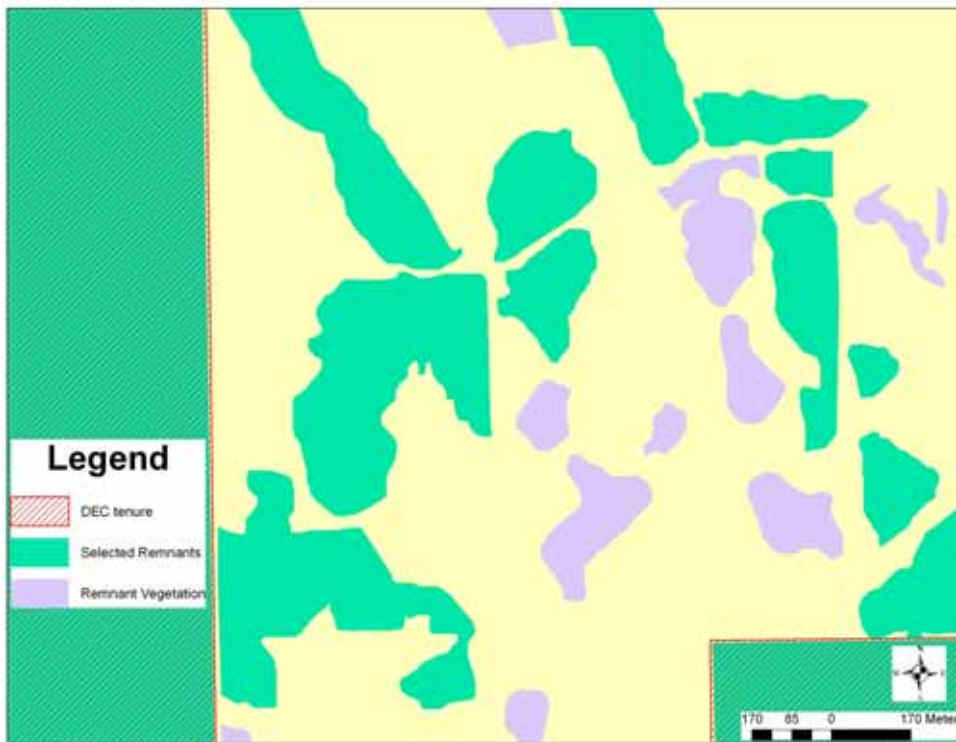 Legend
DEC tenure
Selected Remnants
Remnant Vegetation
170 85 0 170 Meter